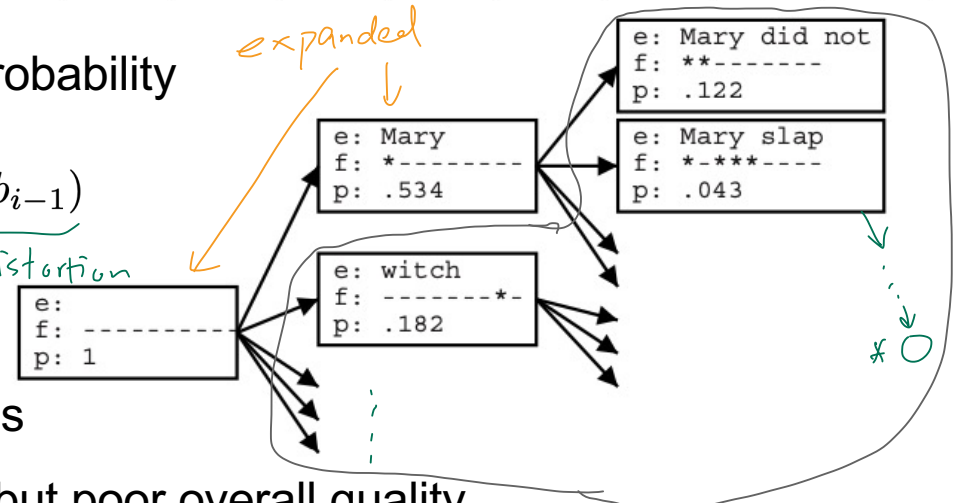 expanded
robability
e: Mary did not
f: **-------
p: .122
e: Mary
f: *--------
p: .534
e: Mary slap
f: *-***----
p: .043
b_{i-1})
istortion
e: witch
f: -------*-
p: .182
e:
f: ---------
p: 1
*
s
but poor overall quality